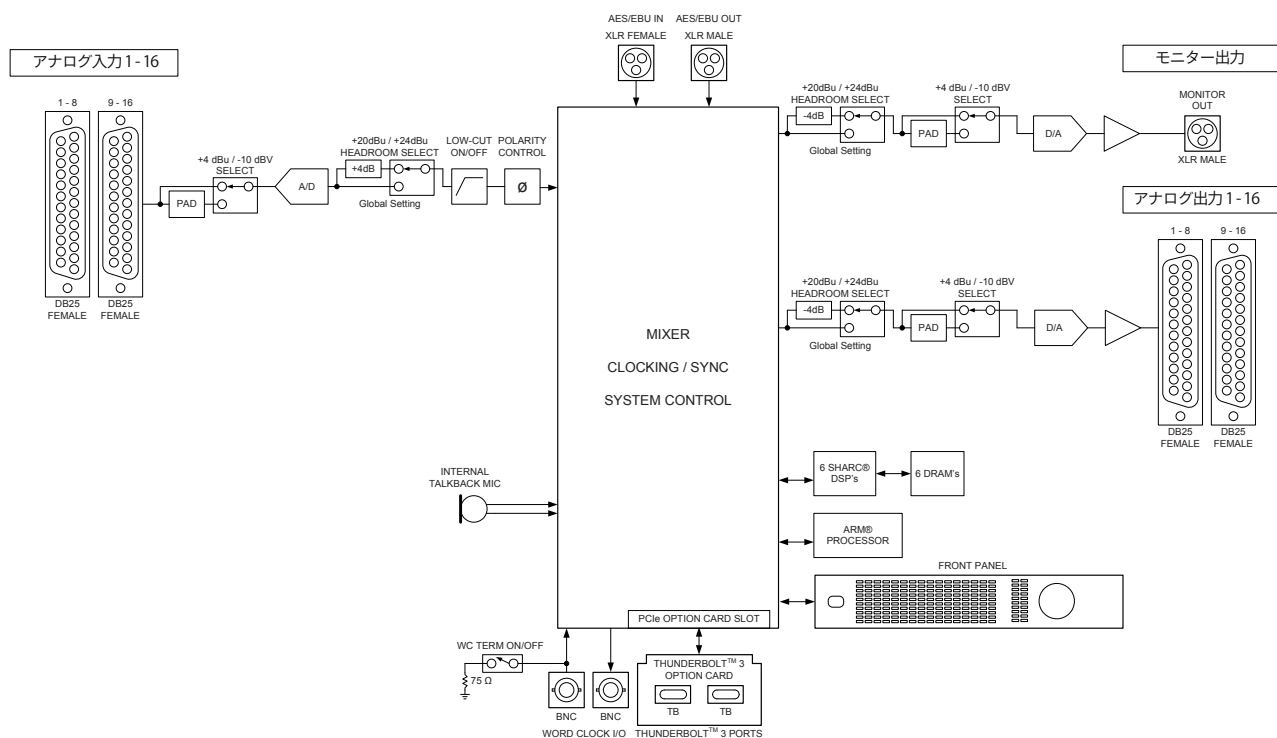 アナログ入力 1 - 16
1 - 8
9 - 16
DB25
FEMALE
DB25
FEMALE
PAD
+4 dBu / -10 dBV
SELECT
A/D
+20dBu / +24dBu
HEADROOM SELECT
+4dB
Global Setting
LOW-CUT
ON/OFF
POLARITY
CONTROL
Ø
AES/EBU IN
XLR FEMALE
AES/EBU OUT
XLR MALE
MIXER
CLOCKING / SYNC
SYSTEM CONTROL
モニター出力
+20dBu / +24dBu
HEADROOM SELECT
-4dB
Global Setting
PAD
+4 dBu / -10 dBV
SELECT
D/A
MONITOR
OUT
XLR MALE
アナログ出力 1 - 16
+20dBu / +24dBu
HEADROOM SELECT
-4dB
Global Setting
PAD
+4 dBu / -10 dBV
SELECT
D/A
1 - 8
9 - 16
DB25
FEMALE
DB25
FEMALE
INTERNAL
TALKBACK MIC
6 SHARC®
DSP's
6 DRAM's
ARM®
PROCESSOR
FRONT PANEL
PCIe OPTION CARD SLOT
WC TERM ON/OFF
75 Ω
BNC
BNC
WORD CLOCK I/O
THUNDERBOLT™ 3
OPTION CARD
TB
TB
THUNDERBOLT™ 3 PORTS